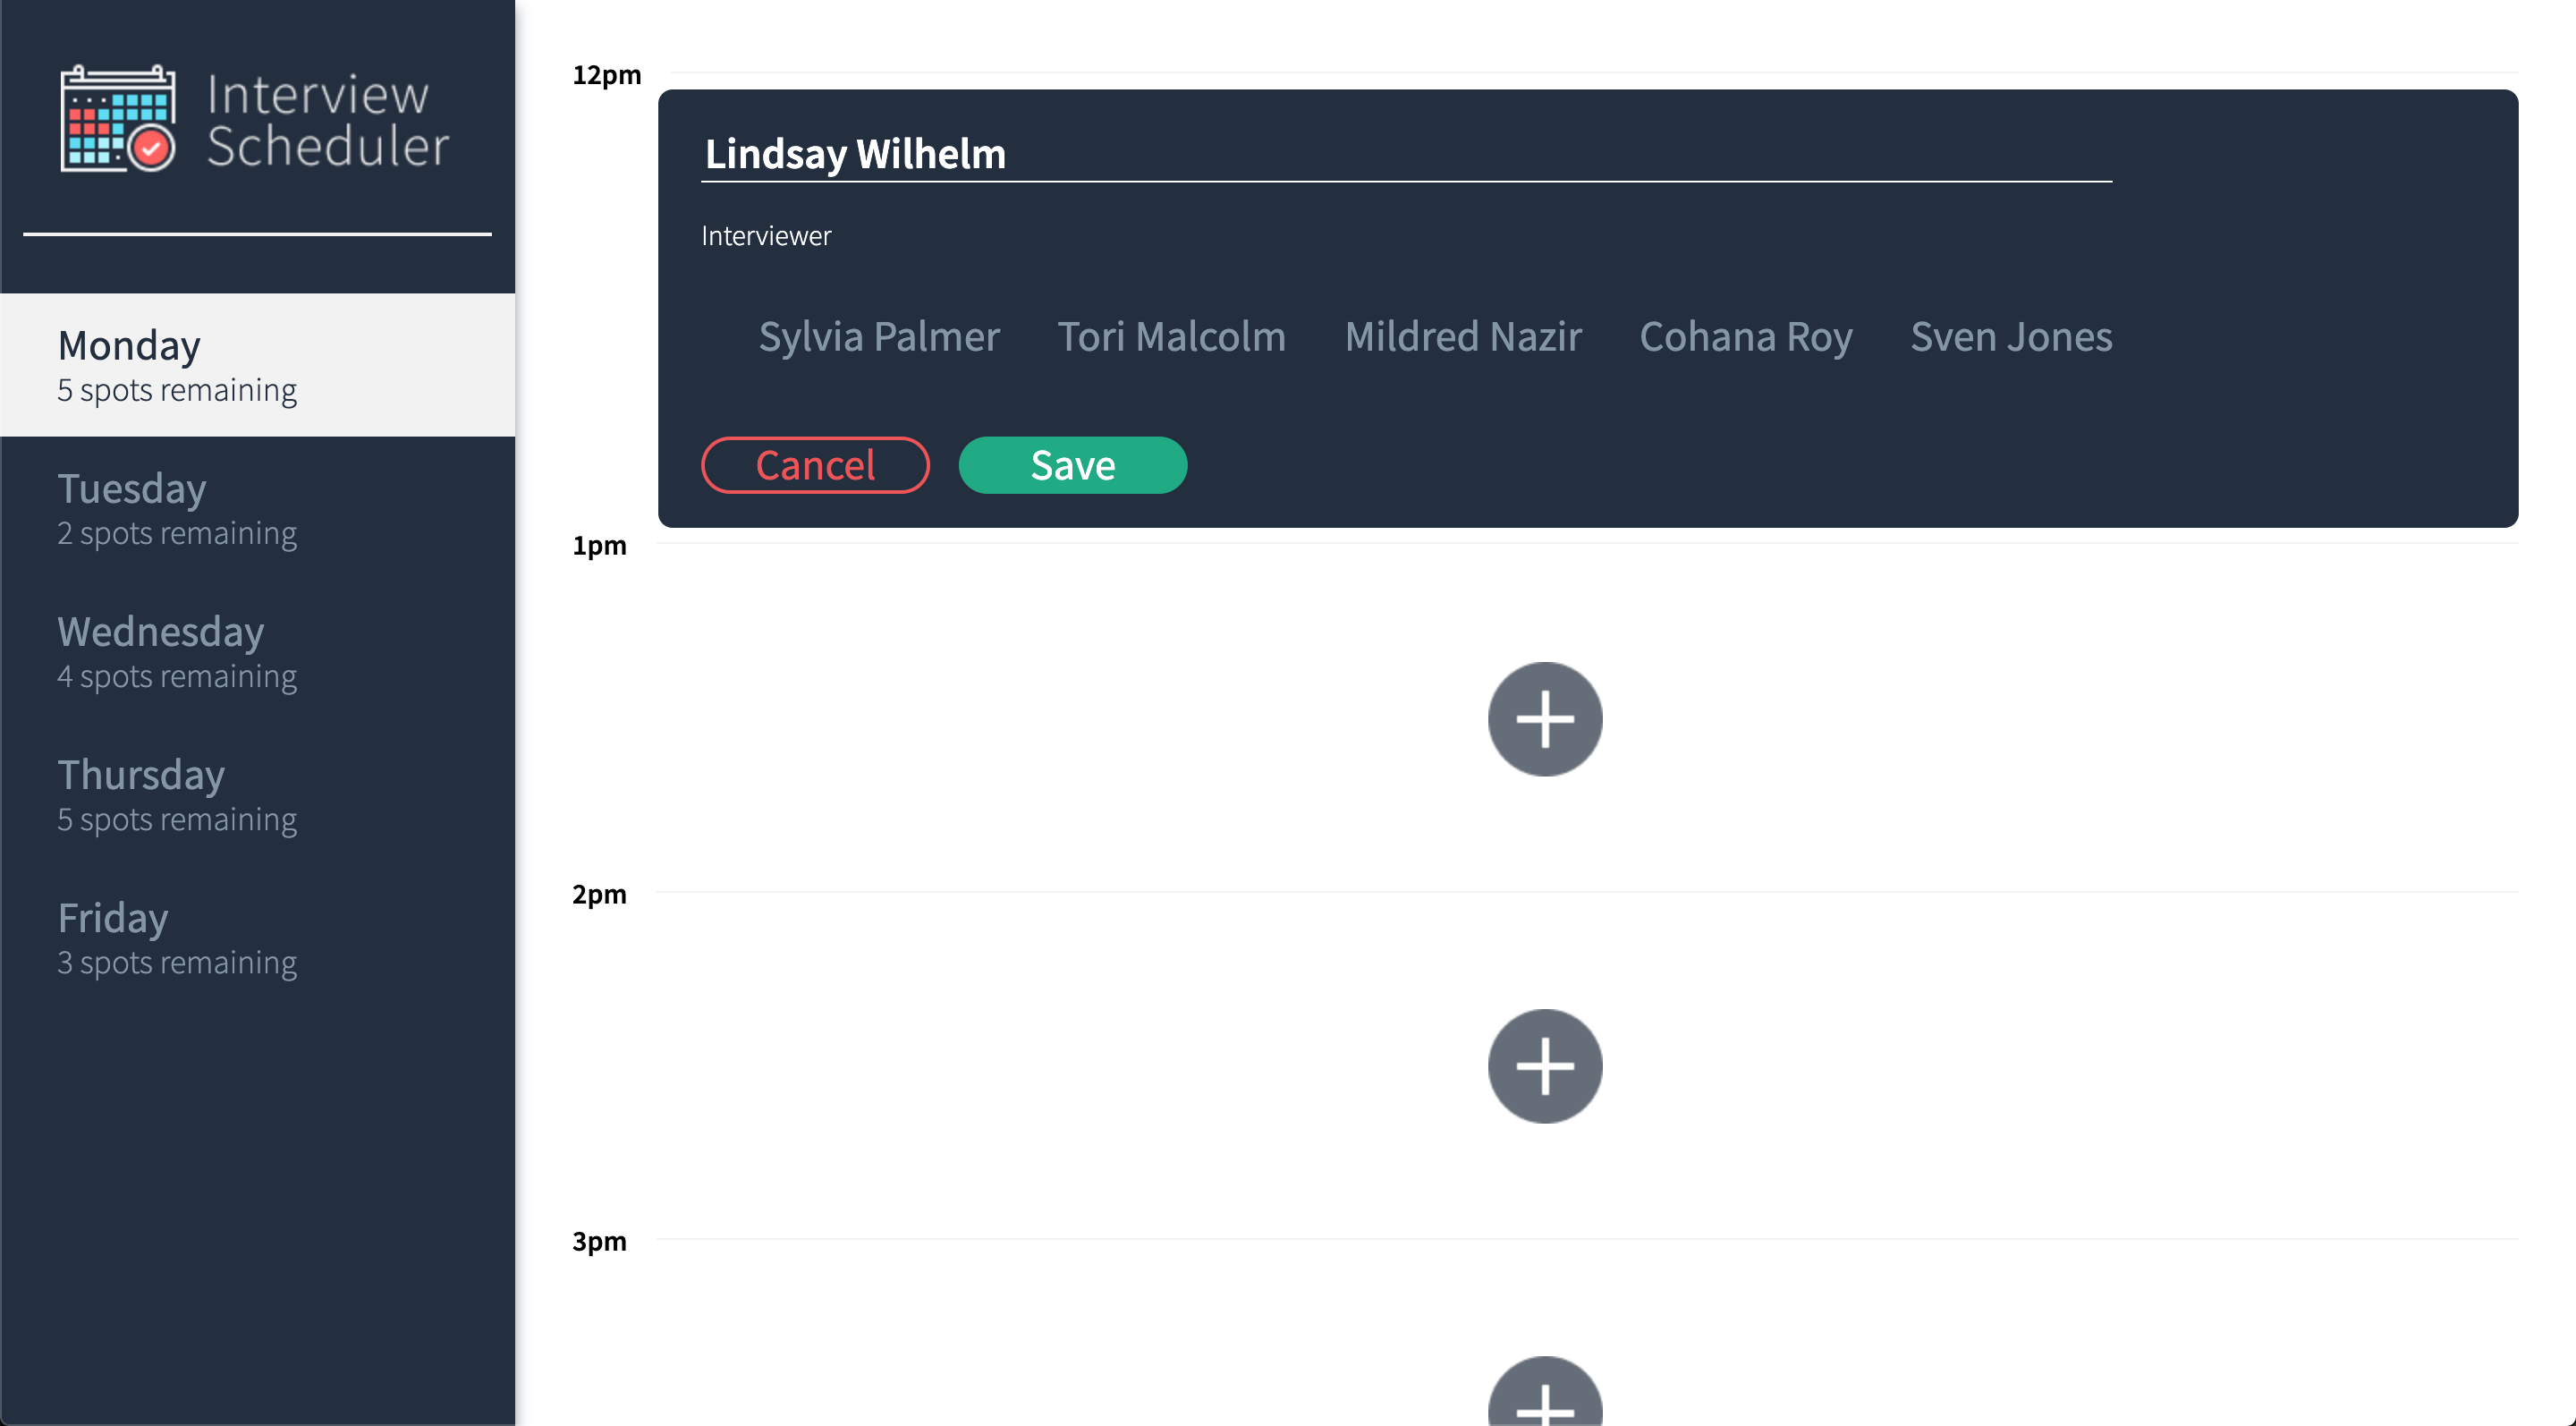 Interview
Scheduler
Monday
5 spots remaining
Tuesday
2 spots remaining
Wednesday
4 spots remaining
Thursday
5 spots remaining
Friday
3 spots remaining
12pm
Lindsay Wilhelm
Interviewer
Sylvia Palmer Tori Malcolm Mildred Nazir Cohana Roy Sven Jones
Cancel Save
1pm
2pm
3pm